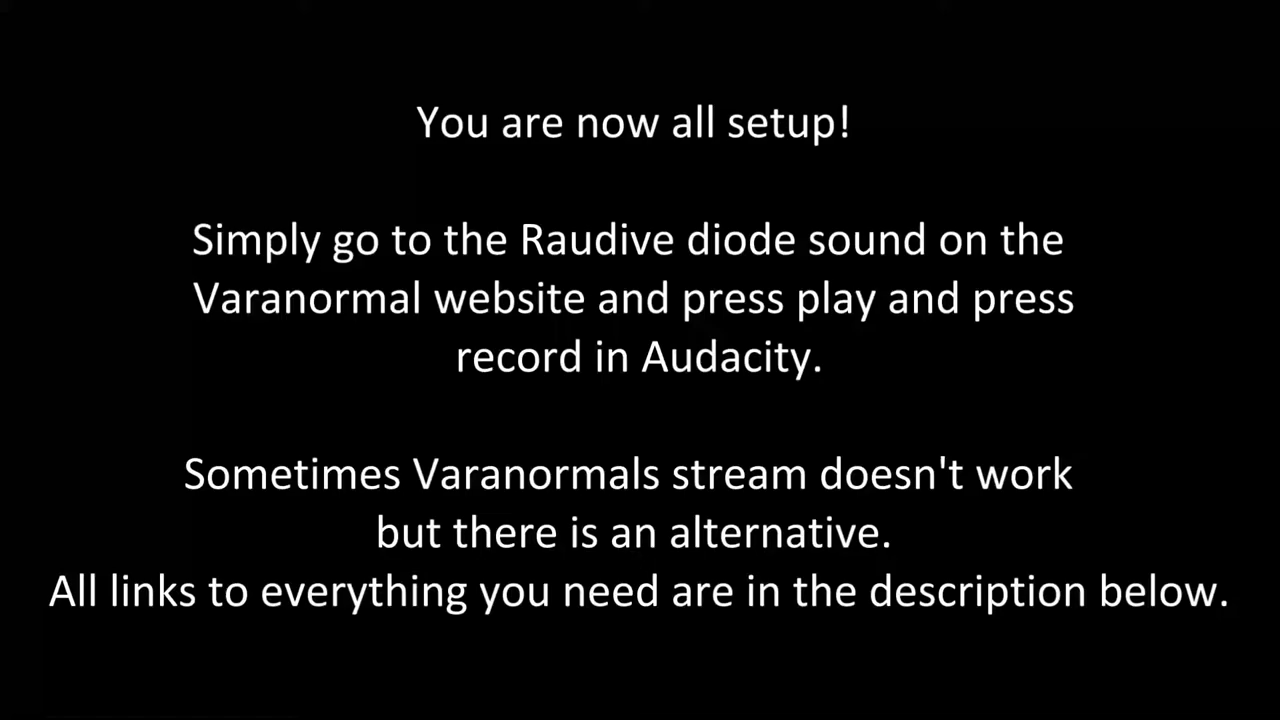 You are now all setup!
Simply go to the Raudive diode sound on the
Varanormal website and press play and press
record in Audacity.
Sometimes Varanormals stream doesn't work
but there is an alternative.
All links to everything you need are in the description below.